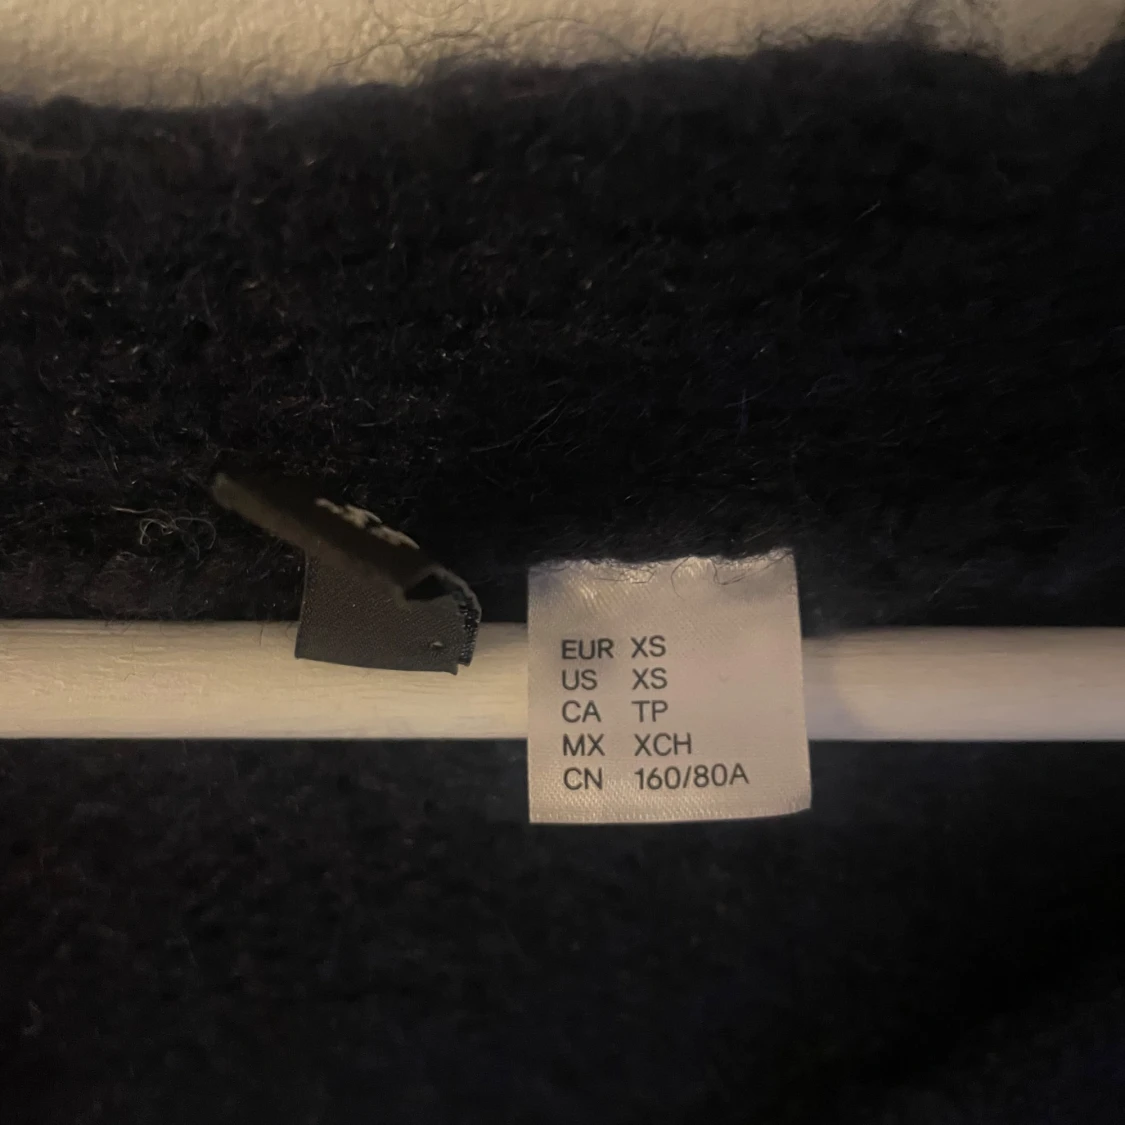 EUR XS
US XS
CA TP
MX XCH
CN 160/80A